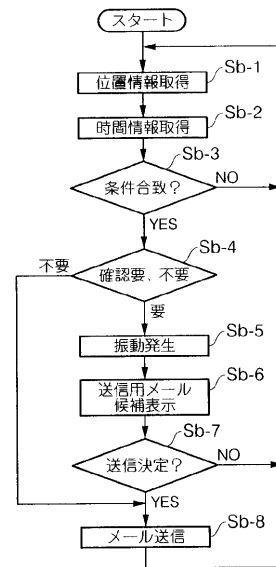 スタート
Sb-1
位置情報取得
Sb-2
時間情報取得
Sb-3
条件合致?
NO
YES
Sb-4
不要
確認要、不要
要
Sb-5
振動発生
Sb-6
送信用メール
候補表示
Sb-7
送信決定?
NO
YES
Sb-8
メール送信